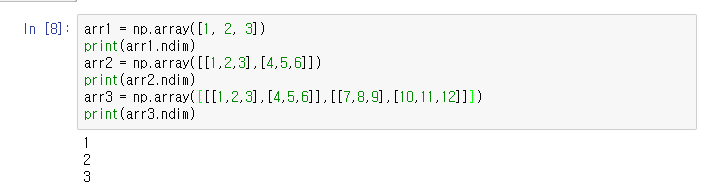 In [8]: arr1 = np.array([1, 2, 3])
print(arr1.ndim)
arr2 = np.array([[1,2,3],[4,5,6]])
print(arr2.ndim)
arr3 = np.array([[[1,2,3],[4,5,6]],[[7,8,9],[10,11,12]]])
print(arr3.ndim)
1
2
3